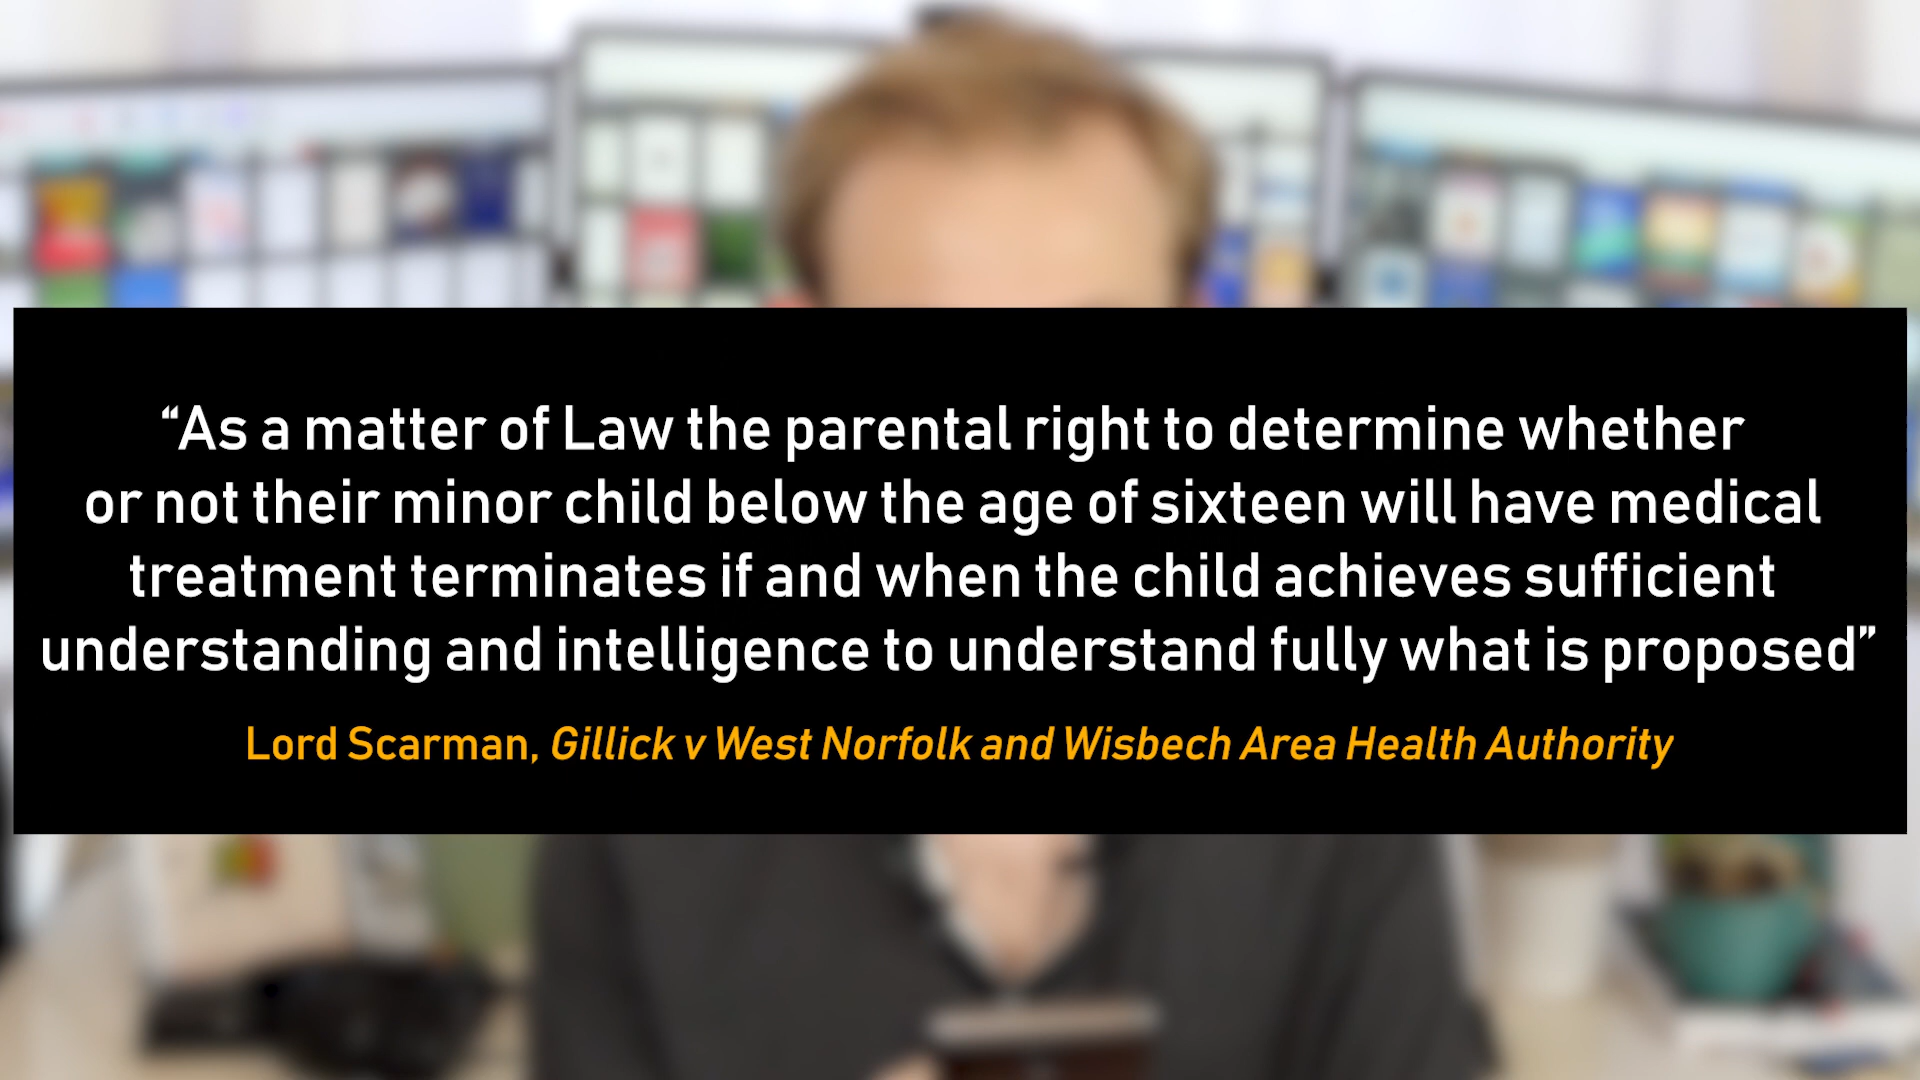 “As a matter of Law the parental right to determine whether
or not their minor child below the age of sixteen will have medical
treatment terminates if and when the child achieves sufficient
understanding and intelligence to understand fully what is proposed”
Lord Scarman, Gillick v West Norfolk and Wisbech Area Health Authority